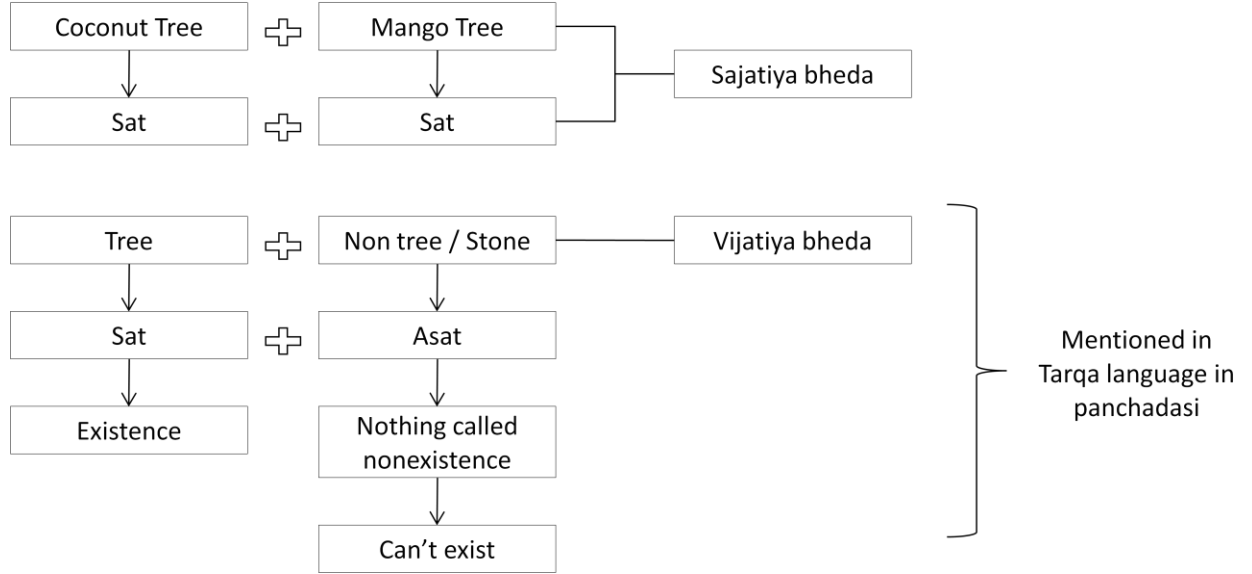 Coconut Tree
Mango Tree
Sajatiya bheda
Sat
Sat
Tree
Non tree / Stone
Vijatiya bheda
Sat
Asat
Existence
Nothing called
nonexistence
Can't exist
Mentioned in
Tarqa language in
panchadasi